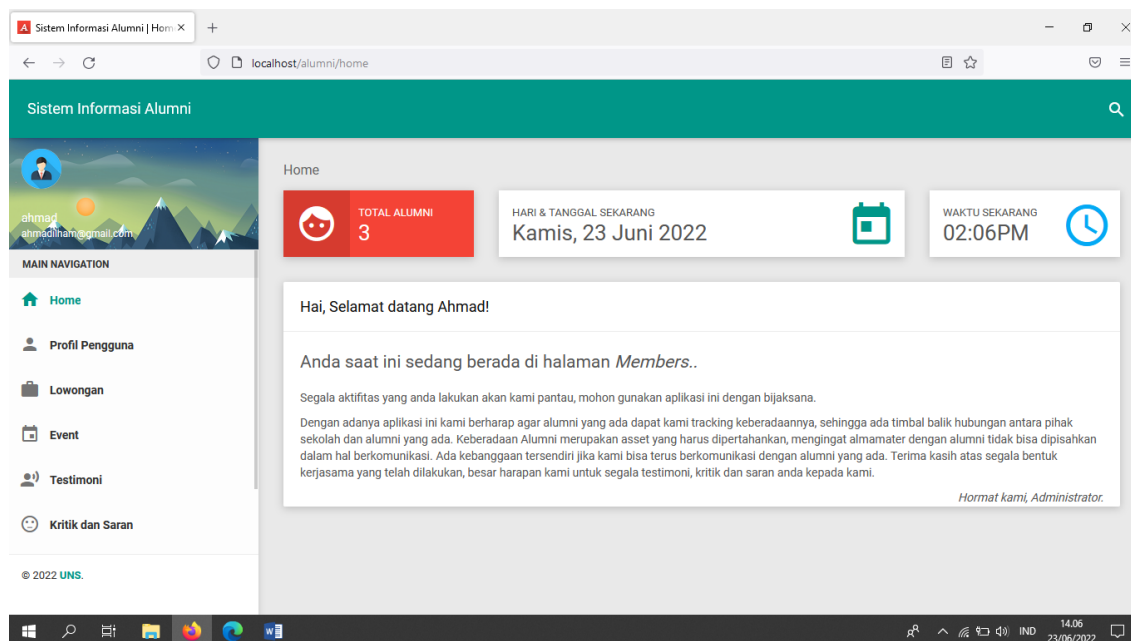 Sistem Informasi Alumni | Hom
localhost/alumni/home
Sistem Informasi Alumni
ahmad
ahmadilham@gmail.com
MAIN NAVIGATION
Home
Profil Pengguna
Lowongan
Event
Testimoni
Kritik dan Saran
© 2022 UNS.
Home
TOTAL ALUMNI
3
HARI & TANGGAL SEKARANG
Kamis, 23 Juni 2022
WAKTU SEKARANG
02:06PM
Hai, Selamat datang Ahmad!
Anda saat ini sedang berada di halaman Members..
Segala aktifitas yang anda lakukan akan kami pantau, mohon gunakan aplikasi ini dengan bijaksana.
Dengan adanya aplikasi ini kami berharap agar alumni yang ada dapat kami tracking keberadaannya, sehingga ada timbal balik hubungan antara pihak
sekolah dan alumni yang ada. Keberadaan Alumni merupakan asset yang harus dipertahankan, mengingat almamater dengan alumni tidak bisa dipisahkan
dalam hal berkomunikasi. Ada kebanggaan tersendiri jika kami bisa terus berkomunikasi dengan alumni yang ada. Terima kasih atas segala bentuk
kerjasama yang telah dilakukan, besar harapan kami untuk segala testimoni, kritik dan saran anda kepada kami.
Hormat kami, Administrator.
IND
14.06
23/06/2022